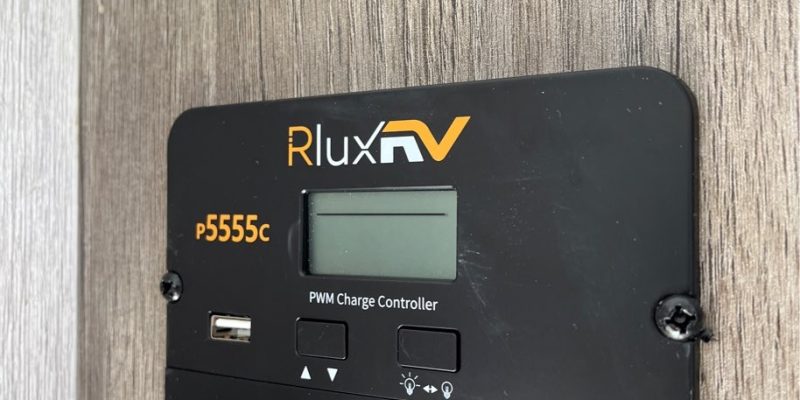 RluxRV
P5555C
PWM Charge Controller